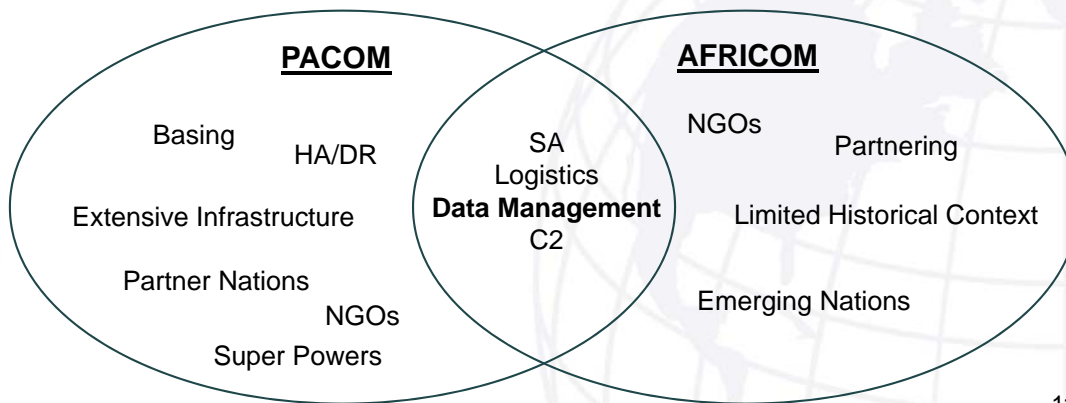 PACOM
Basing
HA/DR
Extensive Infrastructure
Partner Nations
NGOs
Super Powers
SA
Logistics
Data Management
C2
AFRICOM
NGOs
Partnering
Limited Historical Context
Emerging Nations